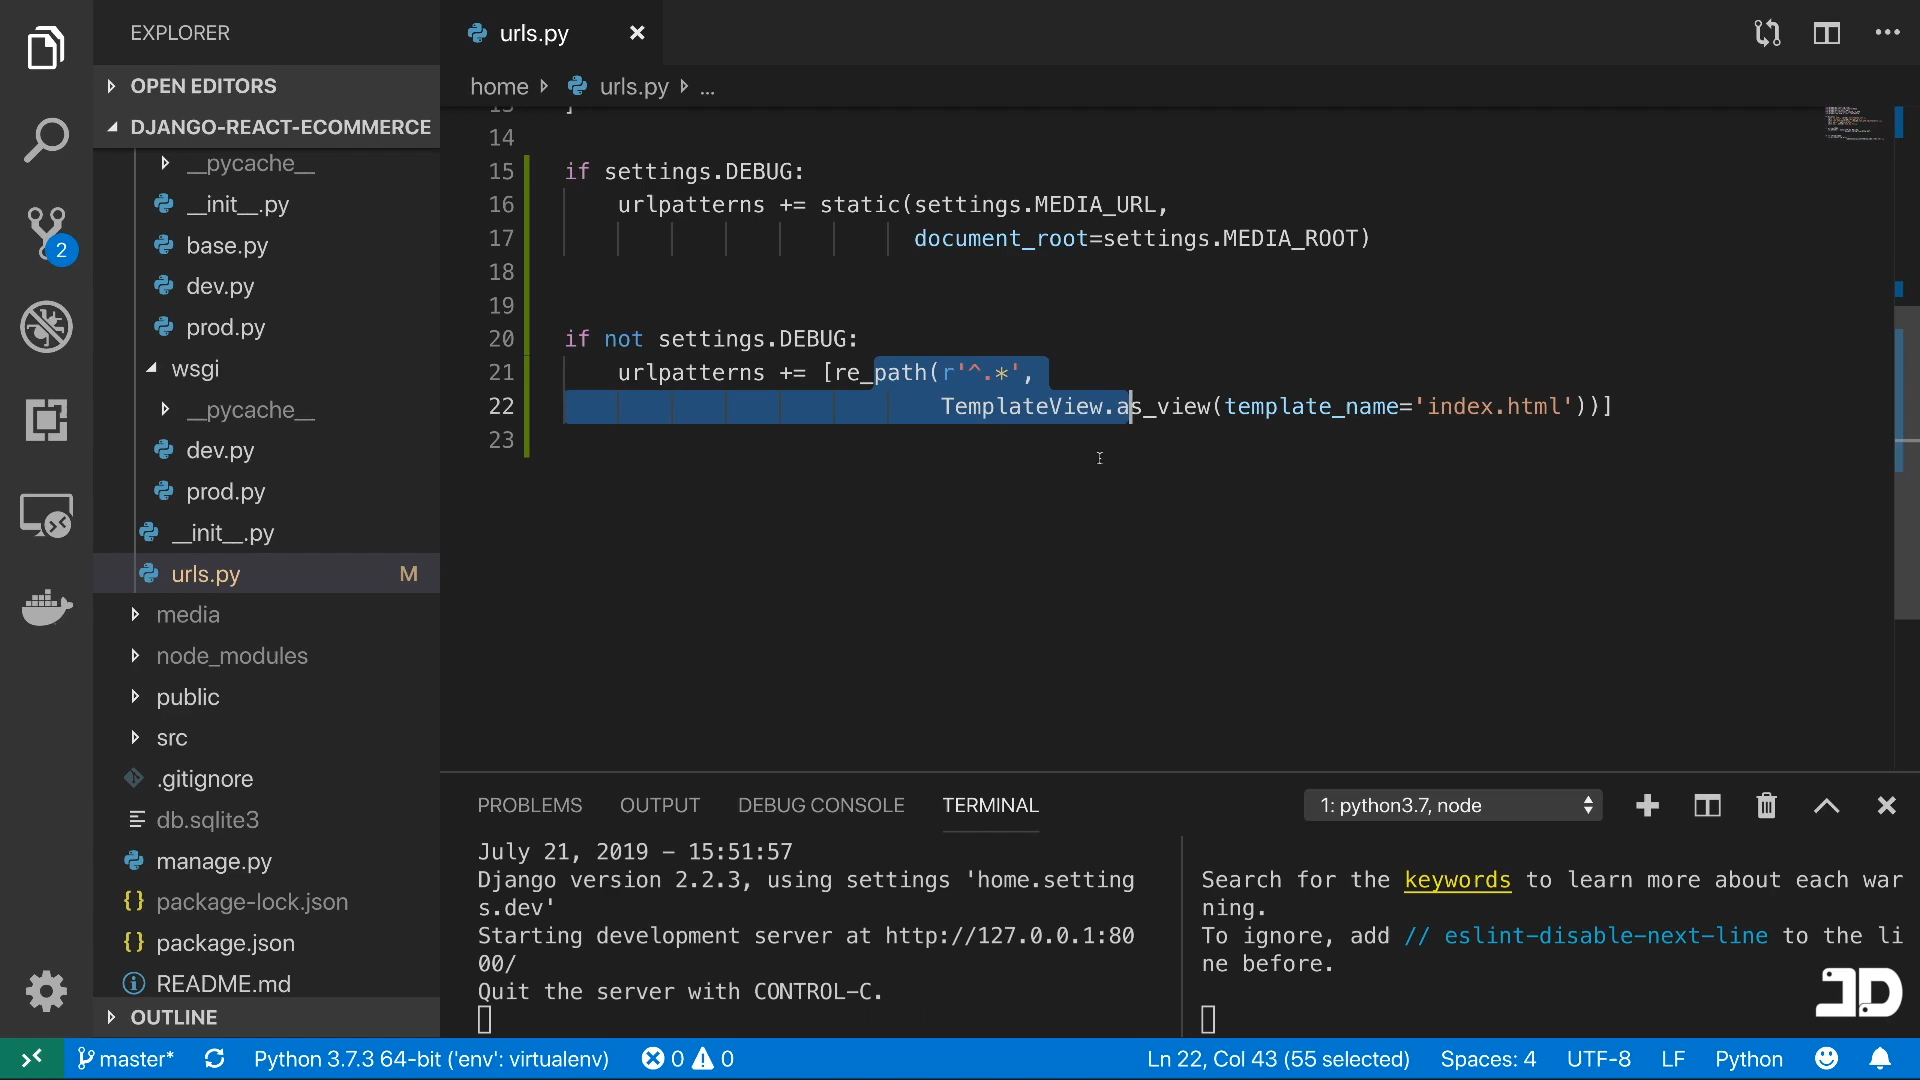 EXPLORER
OPEN EDITORS
DJANGO-REACT-ECOMMERCE
__pycache__
__init__.py
base.py
dev.py
prod.py
wsgi
__pycache__
dev.py
prod.py
__init__.py
urls.py M
media
node_modules
public
src
.gitignore
db.sqlite3
manage.py
package-lock.json
package.json
README.md
OUTLINE
2
urls.py
home urls.py ...
13 ]
14
15 if settings.DEBUG:
16 urlpatterns += static(settings.MEDIA_URL,
17 document_root=settings.MEDIA_ROOT)
18
19
20 if not settings.DEBUG:
21 urlpatterns += [re_path(r'^.*',
22 TemplateView.as_view(template_name='index.html'))]
23
PROBLEMS OUTPUT DEBUG CONSOLE TERMINAL
1: python3.7, node
July 21, 2019 – 15:51:57
Django version 2.2.3, using settings 'home.setting
s.dev'
Starting development server at http://127.0.0.1:80
00/
Quit the server with CONTROL-C.
Search for the keywords to learn more about each war
ning.
To ignore, add // eslint-disable-next-line to the li
ne before.
JD
master*
Python 3.7.3 64-bit ('env': virtualenv)
0 0
Ln 22, Col 43 (55 selected)
Spaces: 4
UTF-8
LF
Python